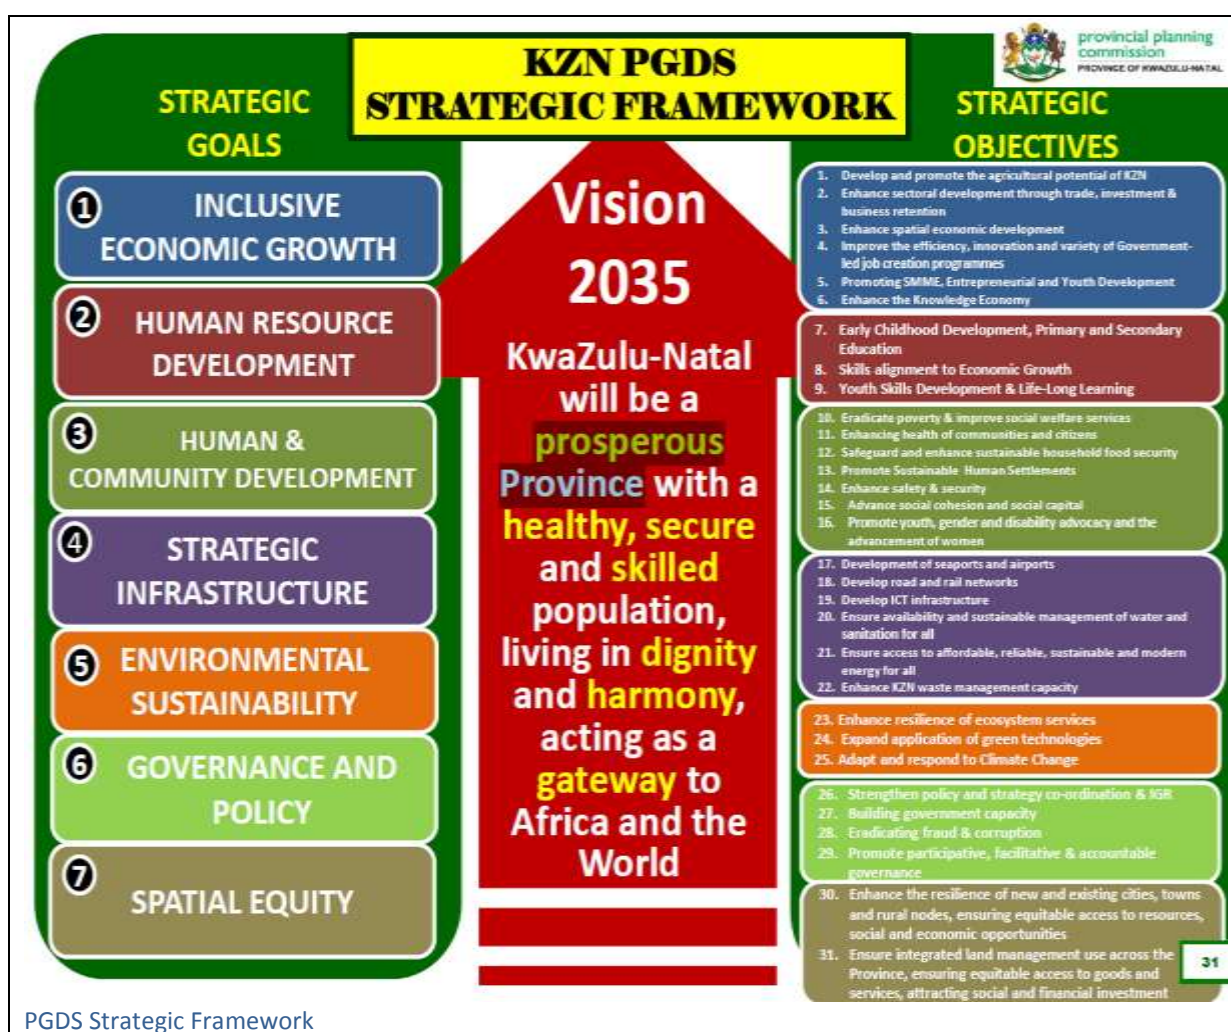 KZN PGDS
STRATEGIC FRAMEWORK
provincial planning
commission
PROVINCE OF KWAZULU-NATAL
STRATEGIC
GOALS
1
INCLUSIVE
ECONOMIC GROWTH
2
HUMAN RESOURCE
DEVELOPMENT
3
HUMAN &
COMMUNITY DEVELOPMENT
4
STRATEGIC
INFRASTRUCTURE
5
ENVIRONMENTAL
SUSTAINABILITY
6
GOVERNANCE AND
POLICY
7
SPATIAL EQUITY
Vision
2035
KwaZulu-Natal
will be a
prosperous
Province with a
healthy, secure
and skilled
population,
living in dignity
and harmony,
acting as a
gateway to
Africa and the
World
STRATEGIC
OBJECTIVES
1. Develop and promote the agricultural potential of KZN
2. Enhance sectoral development through trade, investment &
business retention
3. Enhance spatial economic development
4. Improve the efficiency, innovation and variety of Government-
led job creation programmes
5. Promoting SMME, Entrepreneurial and Youth Development
6. Enhance the Knowledge Economy
7. Early Childhood Development, Primary and Secondary
Education
8. Skills alignment to Economic Growth
9. Youth Skills Development & Life-Long Learning
10. Eradicate poverty & improve social welfare services
11. Enhancing health of communities and citizens
12. Safeguard and enhance sustainable household food security
13. Promote Sustainable Human Settlements
14. Enhance safety & security
15. Advance social cohesion and social capital
16. Promote youth, gender and disability advocacy and the
advancement of women
17. Development of seaports and airports
18. Develop road and rail networks
19. Develop ICT infrastructure
20. Ensure availability and sustainable management of water and
sanitation for all
21. Ensure access to affordable, reliable, sustainable and modern
energy for all
22. Enhance KZN waste management capacity
23. Enhance resilience of ecosystem services
24. Expand application of green technologies
25. Adapt and respond to Climate Change
26. Strengthen policy and strategy co-ordination & IGR
27. Building government capacity
28. Eradicating fraud & corruption
29. Promote participative, facilitative & accountable
governance
30. Enhance the resilience of new and existing cities, towns
and rural nodes, ensuring equitable access to resources,
social and economic opportunities
31. Ensure integrated land management use across the
Province, ensuring equitable access to goods and
services, attracting social and financial investment
31
PGDS Strategic Framework